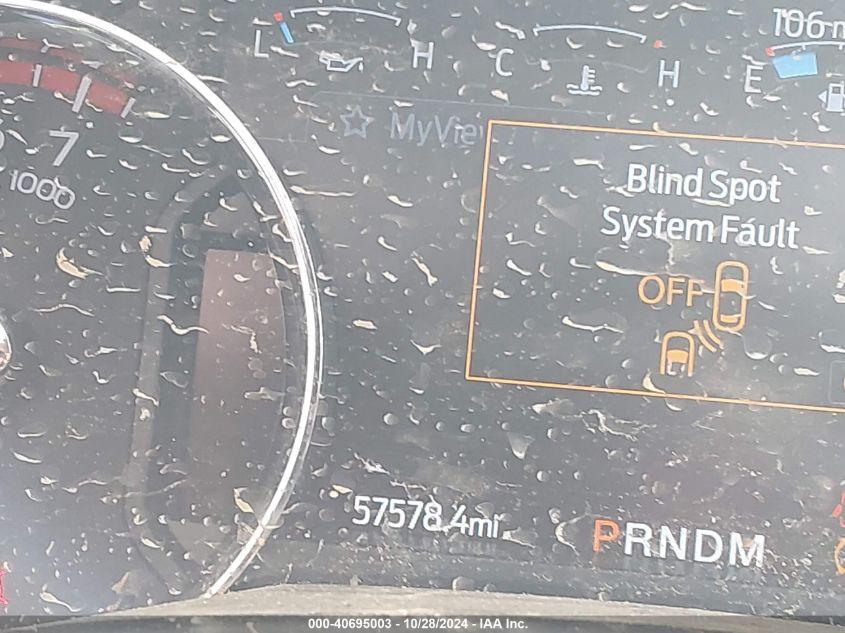 106 m
L H C H E
MyVie
7
1000
Blind Spot
System Fault
OFF
57578.4mi
PRNDM
000-40695003 - 10/28/2024 - IAA Inc.